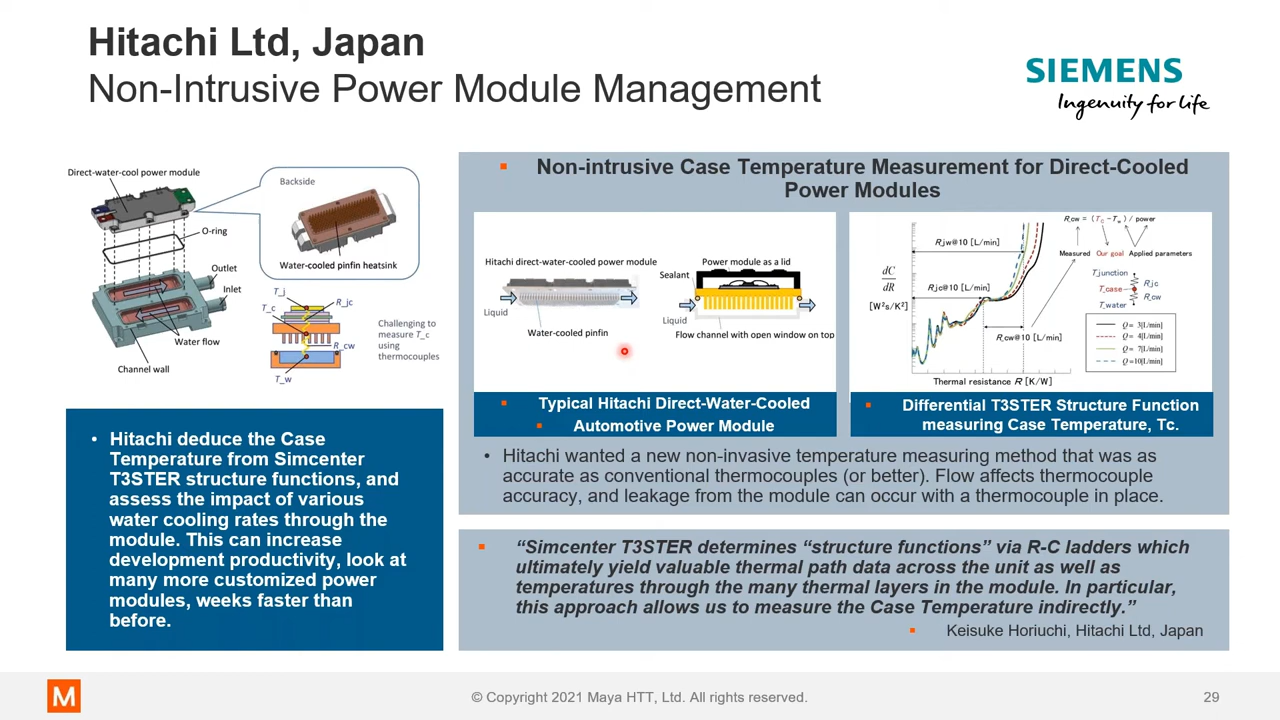 Hitachi Ltd, Japan
Non-Intrusive Power Module Management
SIEMENS
Ingenuity for life
Direct-water-cool power module
Backside
O-ring
Water-cooled pinfin heatsink
Outlet
Inlet
Water flow
Channel wall
T_j
R_jc
T_c
R_cw
T_w
Challenging to
measure T_c
using
thermocouples
▪ Non-intrusive Case Temperature Measurement for Direct-Cooled
Power Modules
Hitachi direct-water-cooled power module
Liquid
Water-cooled pinfin
Power module as a lid
Sealant
Liquid
Flow channel with open window on top
R_cw = (T_c - T_w) / power
Measured Our goal Applied parameters
R_jw@10 [L/min]
dC
dR
[W²s/K²]
R_jc@10 [L/min]
R_cw@10 [L/min]
T_junction
R_jc
T_case
R_cw
T_water
Q = 3[L/min]
Q = 4[L/min]
Q = 7[L/min]
Q = 10[L/min]
Thermal resistance R [K/W]
▪ Typical Hitachi Direct-Water-Cooled
▪ Automotive Power Module
▪ Differential T3STER Structure Function
measuring Case Temperature, Tc.
• Hitachi wanted a new non-invasive temperature measuring method that was as
accurate as conventional thermocouples (or better). Flow affects thermocouple
accuracy, and leakage from the module can occur with a thermocouple in place.
• Hitachi deduce the Case
Temperature from Simcenter
T3STER structure functions, and
assess the impact of various
water cooling rates through the
module. This can increase
development productivity, look at
many more customized power
modules, weeks faster than
before.
▪ “Simcenter T3STER determines “structure functions” via R-C ladders which
ultimately yield valuable thermal path data across the unit as well as
temperatures through the many thermal layers in the module. In particular,
this approach allows us to measure the Case Temperature indirectly.”
▪ Keisuke Horiuchi, Hitachi Ltd, Japan
M
© Copyright 2021 Maya HTT, Ltd. All rights reserved.
29